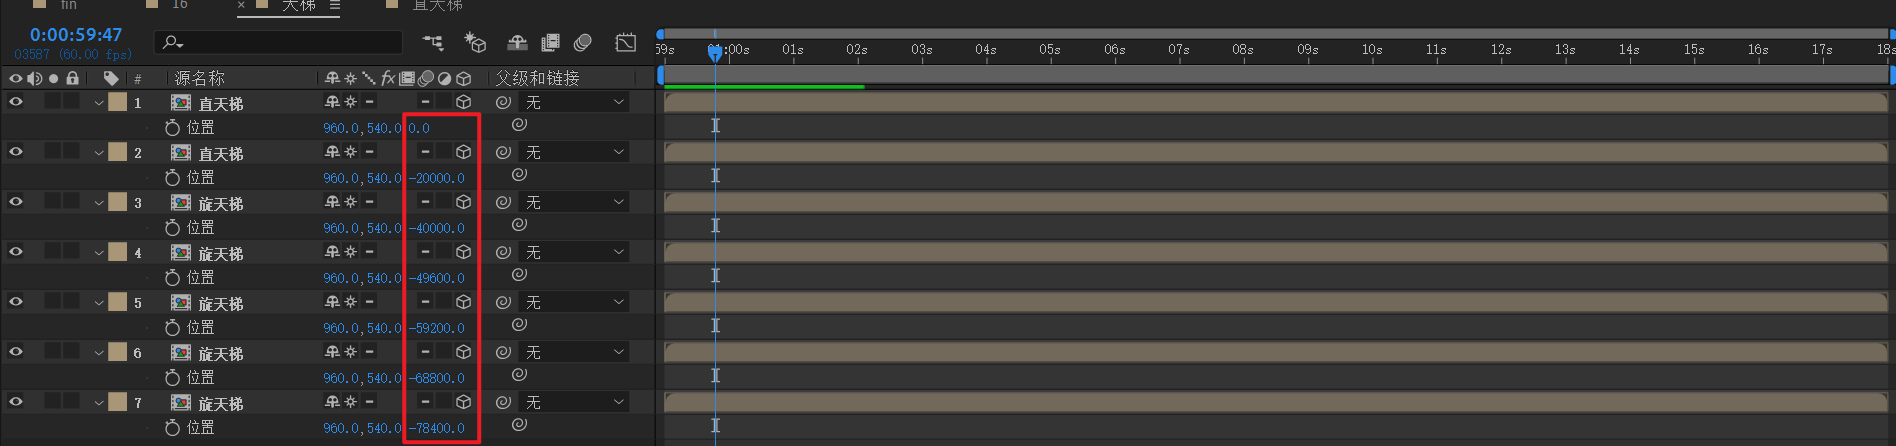 fin 16 × 天梯 直天梯
0:00:59:47
03587 (60.00 fps)
59s 01:00s 01s 02s 03s 04s 05s 06s 07s 08s 09s 10s 11s 12s 13s 14s 15s 16s 17s 18s
# 源名称 fx 父级和链接
1 直天梯 无
位置 960.0,540.0,0.0
2 直天梯 无
位置 960.0,540.0,-20000.0
3 旋天梯 无
位置 960.0,540.0,-40000.0
4 旋天梯 无
位置 960.0,540.0,-49600.0
5 旋天梯 无
位置 960.0,540.0,-59200.0
6 旋天梯 无
位置 960.0,540.0,-68800.0
7 旋天梯 无
位置 960.0,540.0,-78400.0